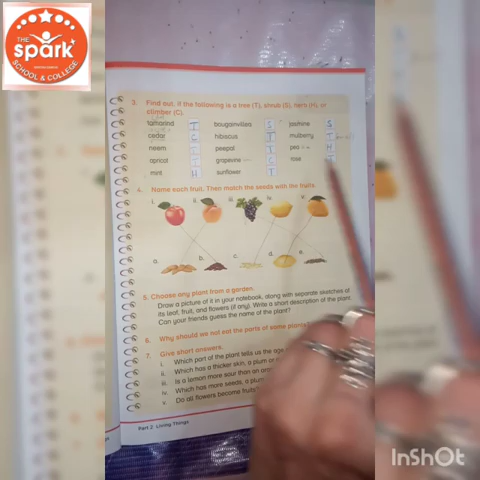 THE
spark
SCHOOL & COLLEGE
3. Find out, if the following is a tree (T), shrub (S), herb (H), or
climber (C).
tamarind T bougainvillea S jasmine S
cedar C hibiscus T mulberry T
neem peepal T pea H
apricot T grapevine C rose
mint H sunflower T
4. Name each fruit. Then match the seeds with the fruits.
i. ii. iii. iv. v.
a. b. c. d. e.
5. Choose any plant from a garden.
Draw a picture of it in your notebook, along with separate sketches of
its leaf, fruit, and flowers (if any). Write a short description of the plant.
Can your friends guess the name of the plant?
6. Why should we not eat the parts of some plants
7. Give short answers.
i. Which part of the plant tells us the age
ii. Which has a thicker skin, a plum or
iii. Is a lemon more sour than an
iv. Which has more seeds, a plum
v. Do all flowers become fruits?
Part 2 Living Things
InShOt